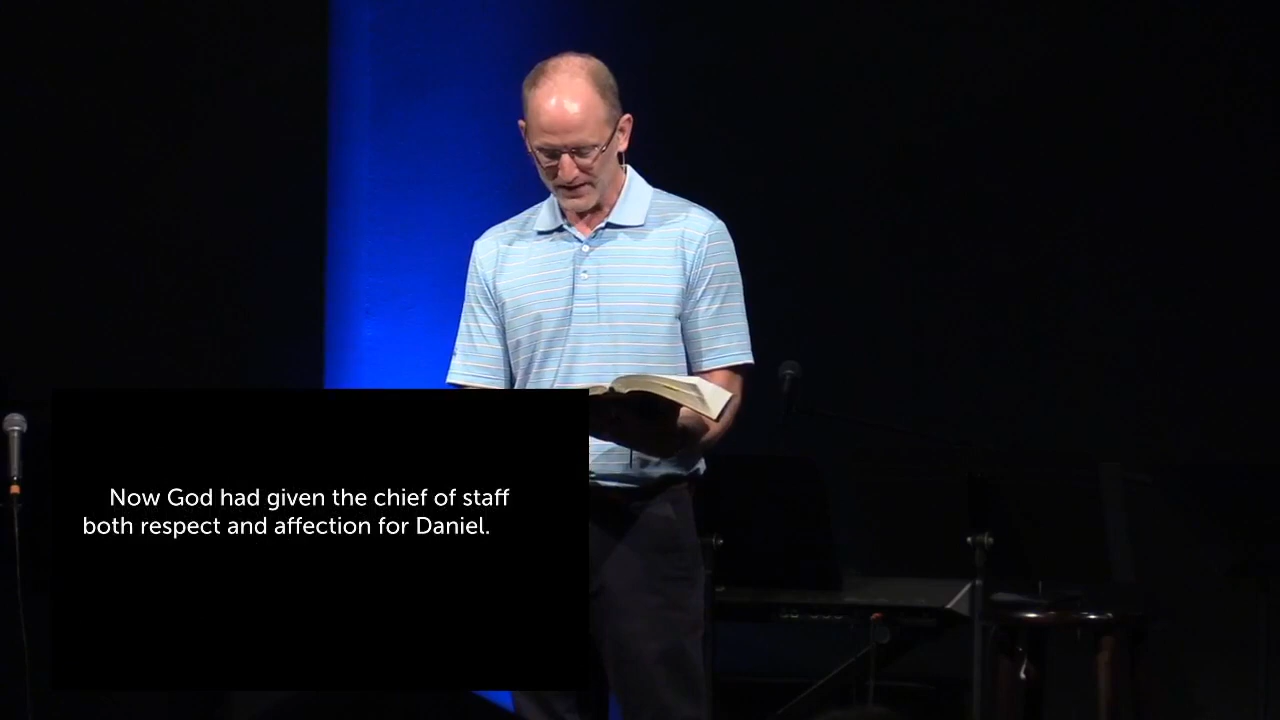 Now God had given the chief of staff
both respect and affection for Daniel.